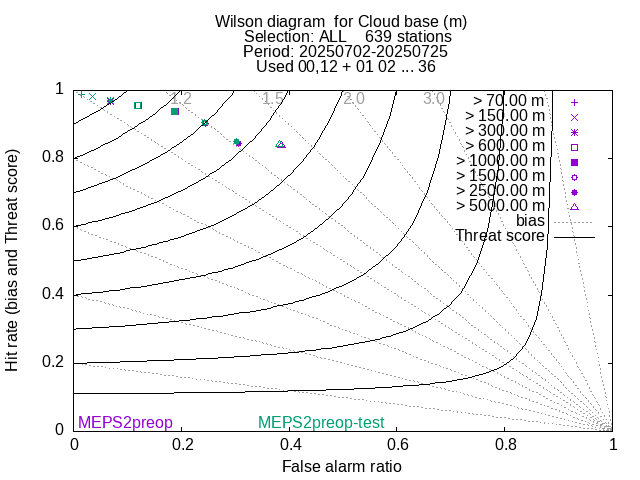 Wilson diagram  for Cloud base (m)
Selection: ALL    639 stations
Period: 20250702-20250725
Used 00,12 + 01 02 ... 36
Hit rate (bias and Threat score)
1
0.8
0.6
0.4
0.2
0
1.2
1.5
2.0
3.0
> 70.00 m
> 150.00 m
> 300.00 m
> 600.00 m
> 1000.00 m
> 1500.00 m
> 2500.00 m
> 5000.00 m
bias
Threat score
MEPS2preop
MEPS2preop-test
0
0.2
0.4
0.6
0.8
1
False alarm ratio